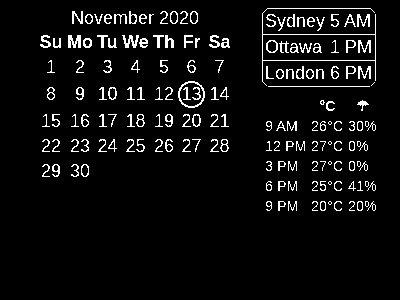 November 2020
Su Mo Tu We Th Fr Sa
1 2 3 4 5 6 7
8 9 10 11 12 13 14
15 16 17 18 19 20 21
22 23 24 25 26 27 28
29 30
Sydney 5 AM
Ottawa 1 PM
London 6 PM
°C ☂
9 AM 26°C 30%
12 PM 27°C 0%
3 PM 27°C 0%
6 PM 25°C 41%
9 PM 20°C 20%